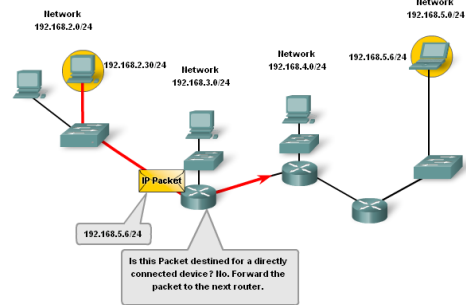 Network
192.168.2.0/24
Network
192.168.5.0/24
192.168.2.30/24
192.168.5.6/24
Network
192.168.3.0/24
Network
192.168.4.0/24
IP Packet
192.168.5.6/24
Is this Packet destined for a directly
connected device? No. Forward the
packet to the next router.